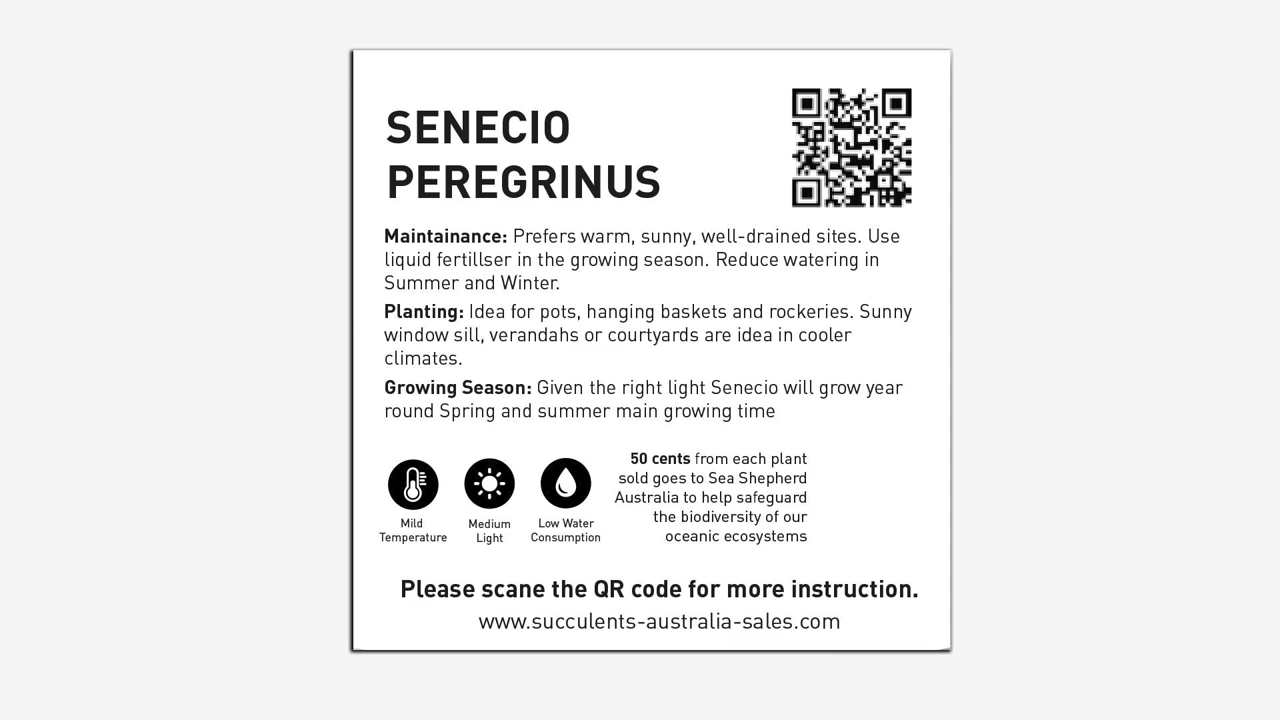 SENECIO
PEREGRINUS
Maintainance: Prefers warm, sunny, well-drained sites. Use
liquid fertillser in the growing season. Reduce watering in
Summer and Winter.
Planting: Idea for pots, hanging baskets and rockeries. Sunny
window sill, verandahs or courtyards are idea in cooler
climates.
Growing Season: Given the right light Senecio will grow year
round Spring and summer main growing time
Mild
Temperature
Medium
Light
Low Water
Consumption
50 cents from each plant
sold goes to Sea Shepherd
Australia to help safeguard
the biodiversity of our
oceanic ecosystems
Please scane the QR code for more instruction.
www.succulents-australia-sales.com